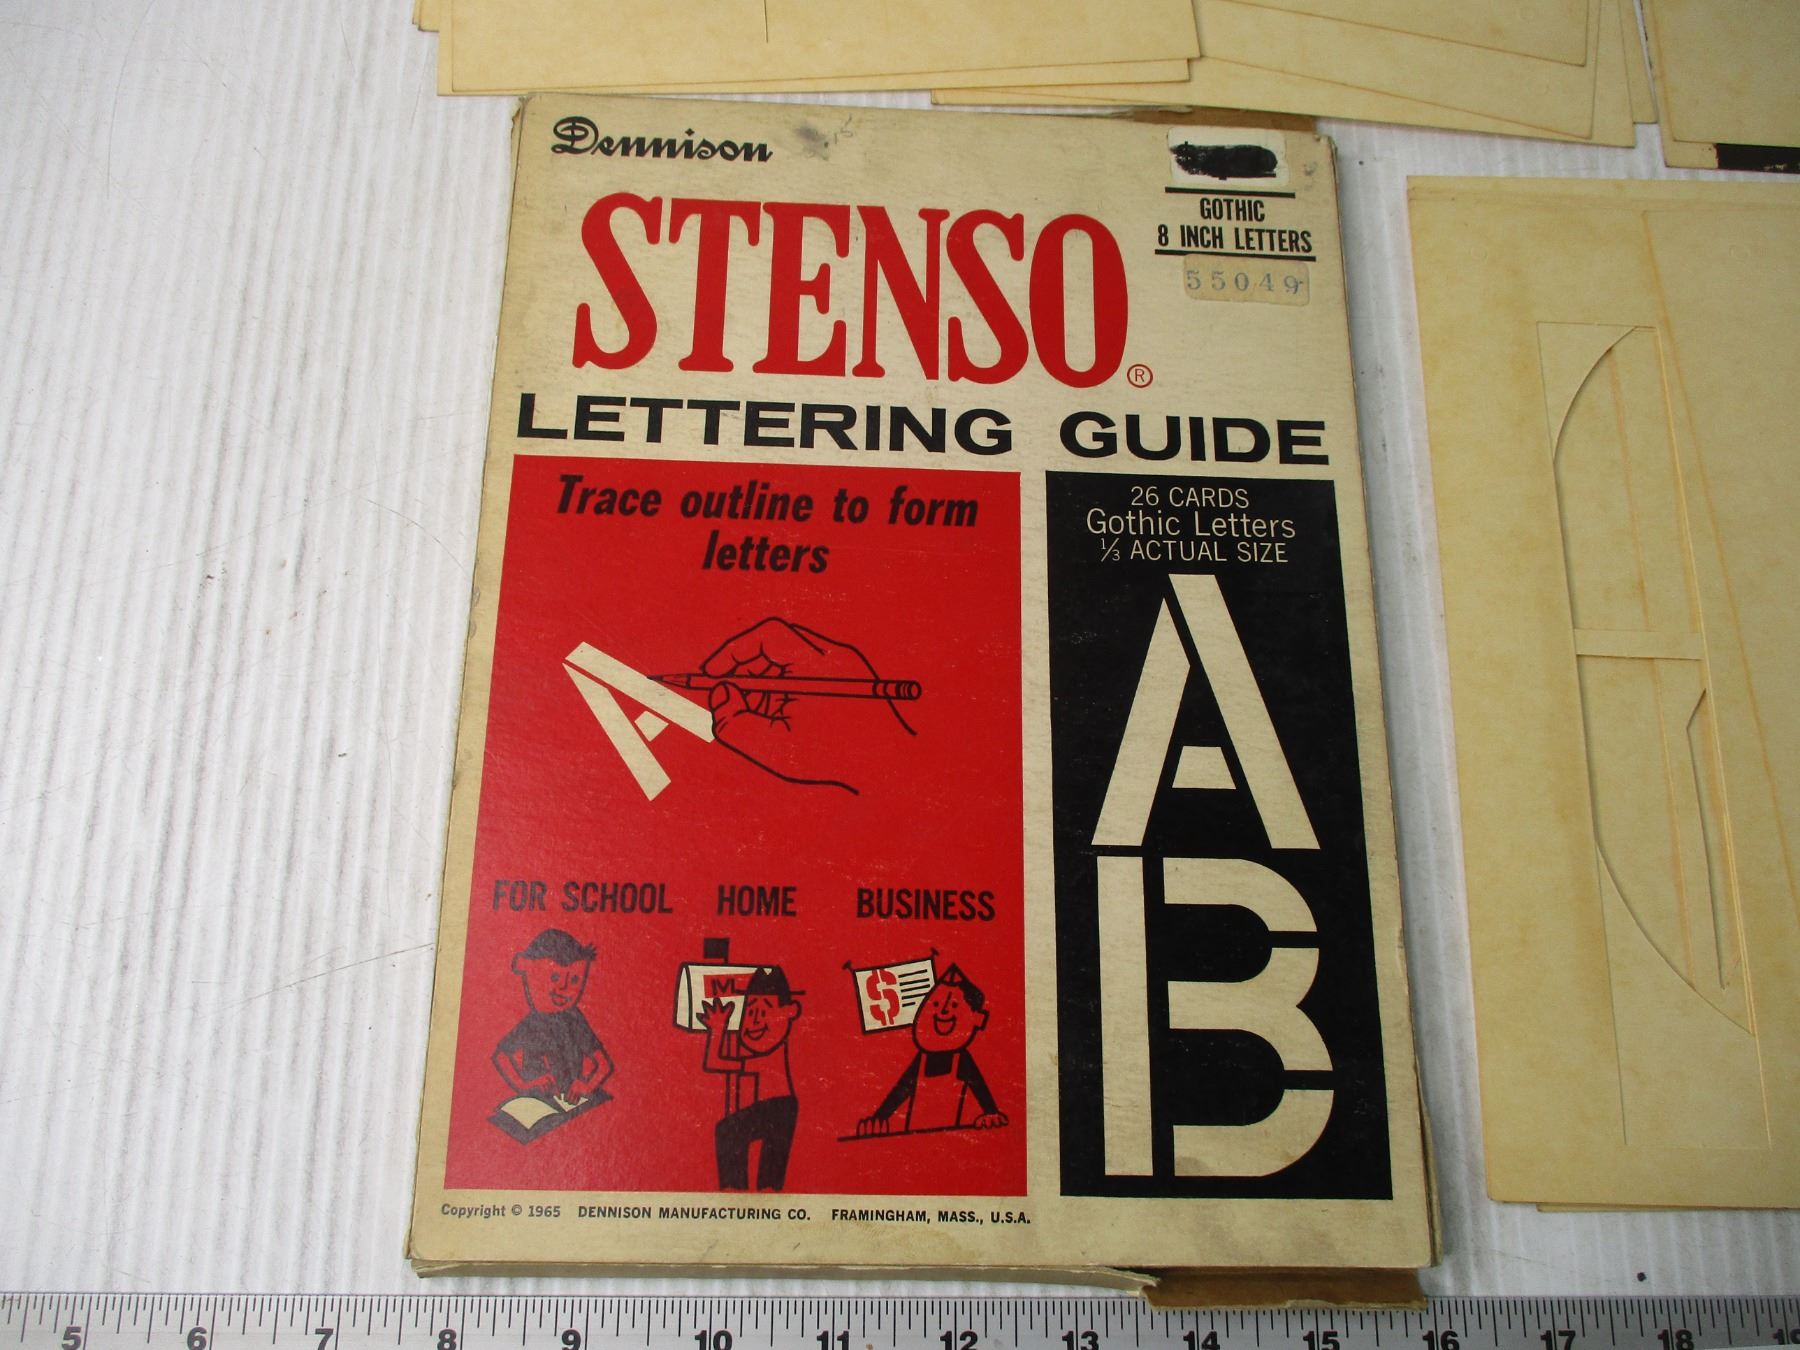 Dennison
STENSO®
GOTHIC
8 INCH LETTERS
55049
LETTERING GUIDE
Trace outline to form
letters
FOR SCHOOL HOME BUSINESS
M
$
26 CARDS
Gothic Letters
⅓ ACTUAL SIZE
A
B
Copyright © 1965 DENNISON MANUFACTURING CO. FRAMINGHAM, MASS., U.S.A.
5 6 7 8 9 10 11 12 13 14 15 16 17 18 19